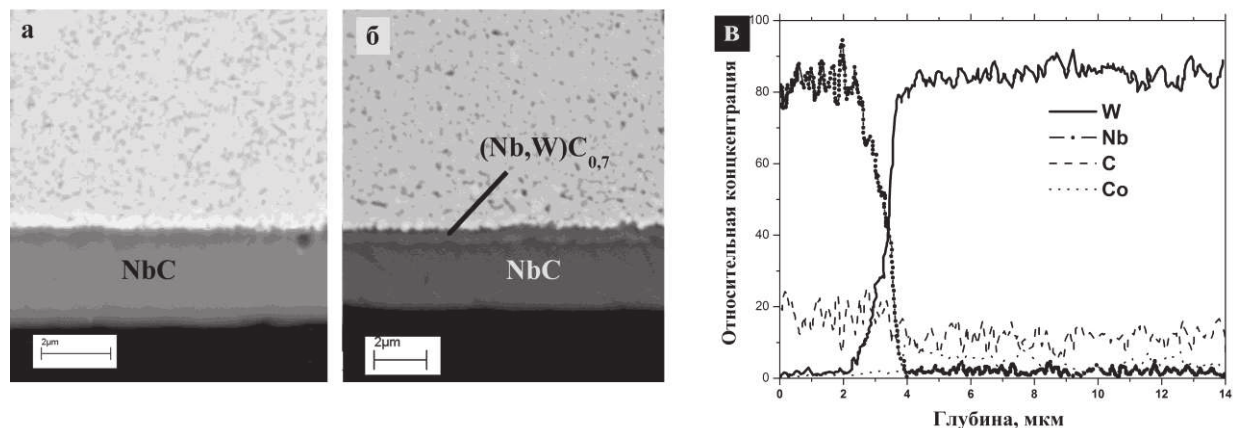 а
NbC
2µm
б
(Nb,W)C₀,₇
NbC
2µm
В
Относительная концкентрация
100
80
60
40
20
0
W
Nb
C
Co
0 2 4 6 8 10 12 14
Глубина, мкм